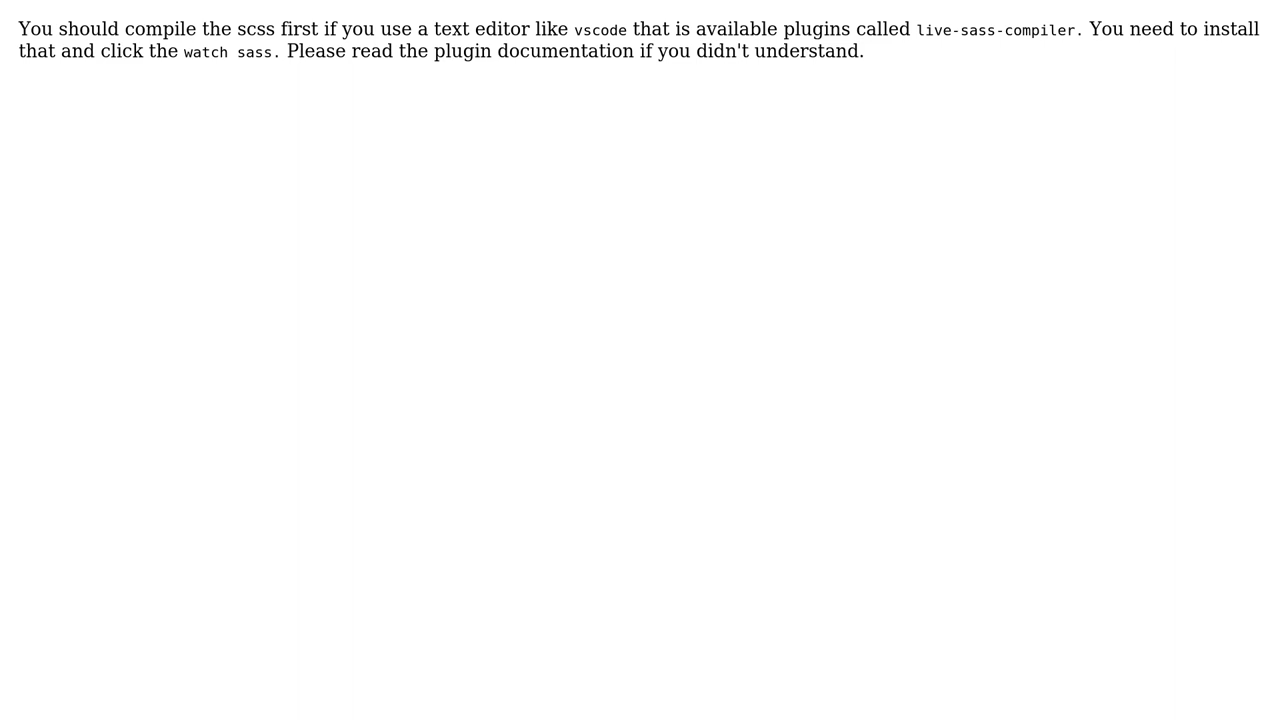 You should compile the scss first if you use a text editor like vscode that is available plugins called live-sass-compiler. You need to install
that and click the watch sass. Please read the plugin documentation if you didn't understand.